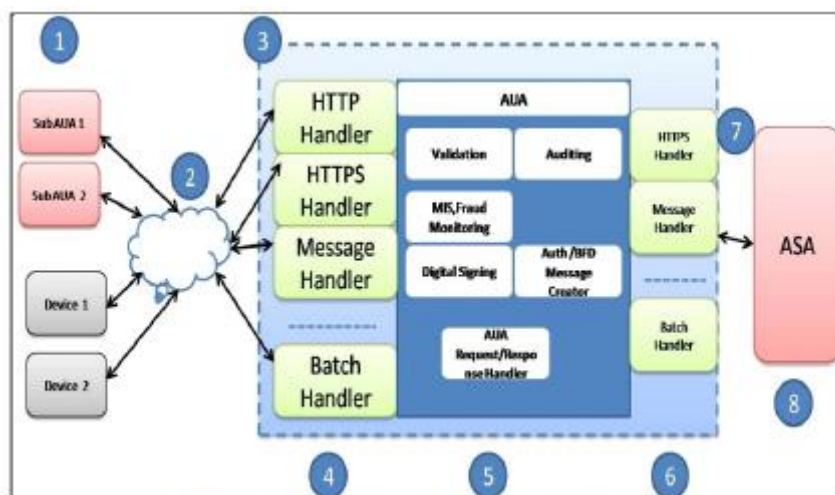 1
3
SubAUA 1
SubAUA 2
Device 1
Device 2
2
HTTP
Handler
HTTPS
Handler
Message
Handler
Batch
Handler
AUA
Validation
Auditing
MIS,Fraud
Monitoring
Digital Signing
Auth /BFD
Message
Creator
AUA
Request/Respo
nse Handler
HTTPS
Handler
Message
Handler
Batch
Handler
7
ASA
8
4
5
6